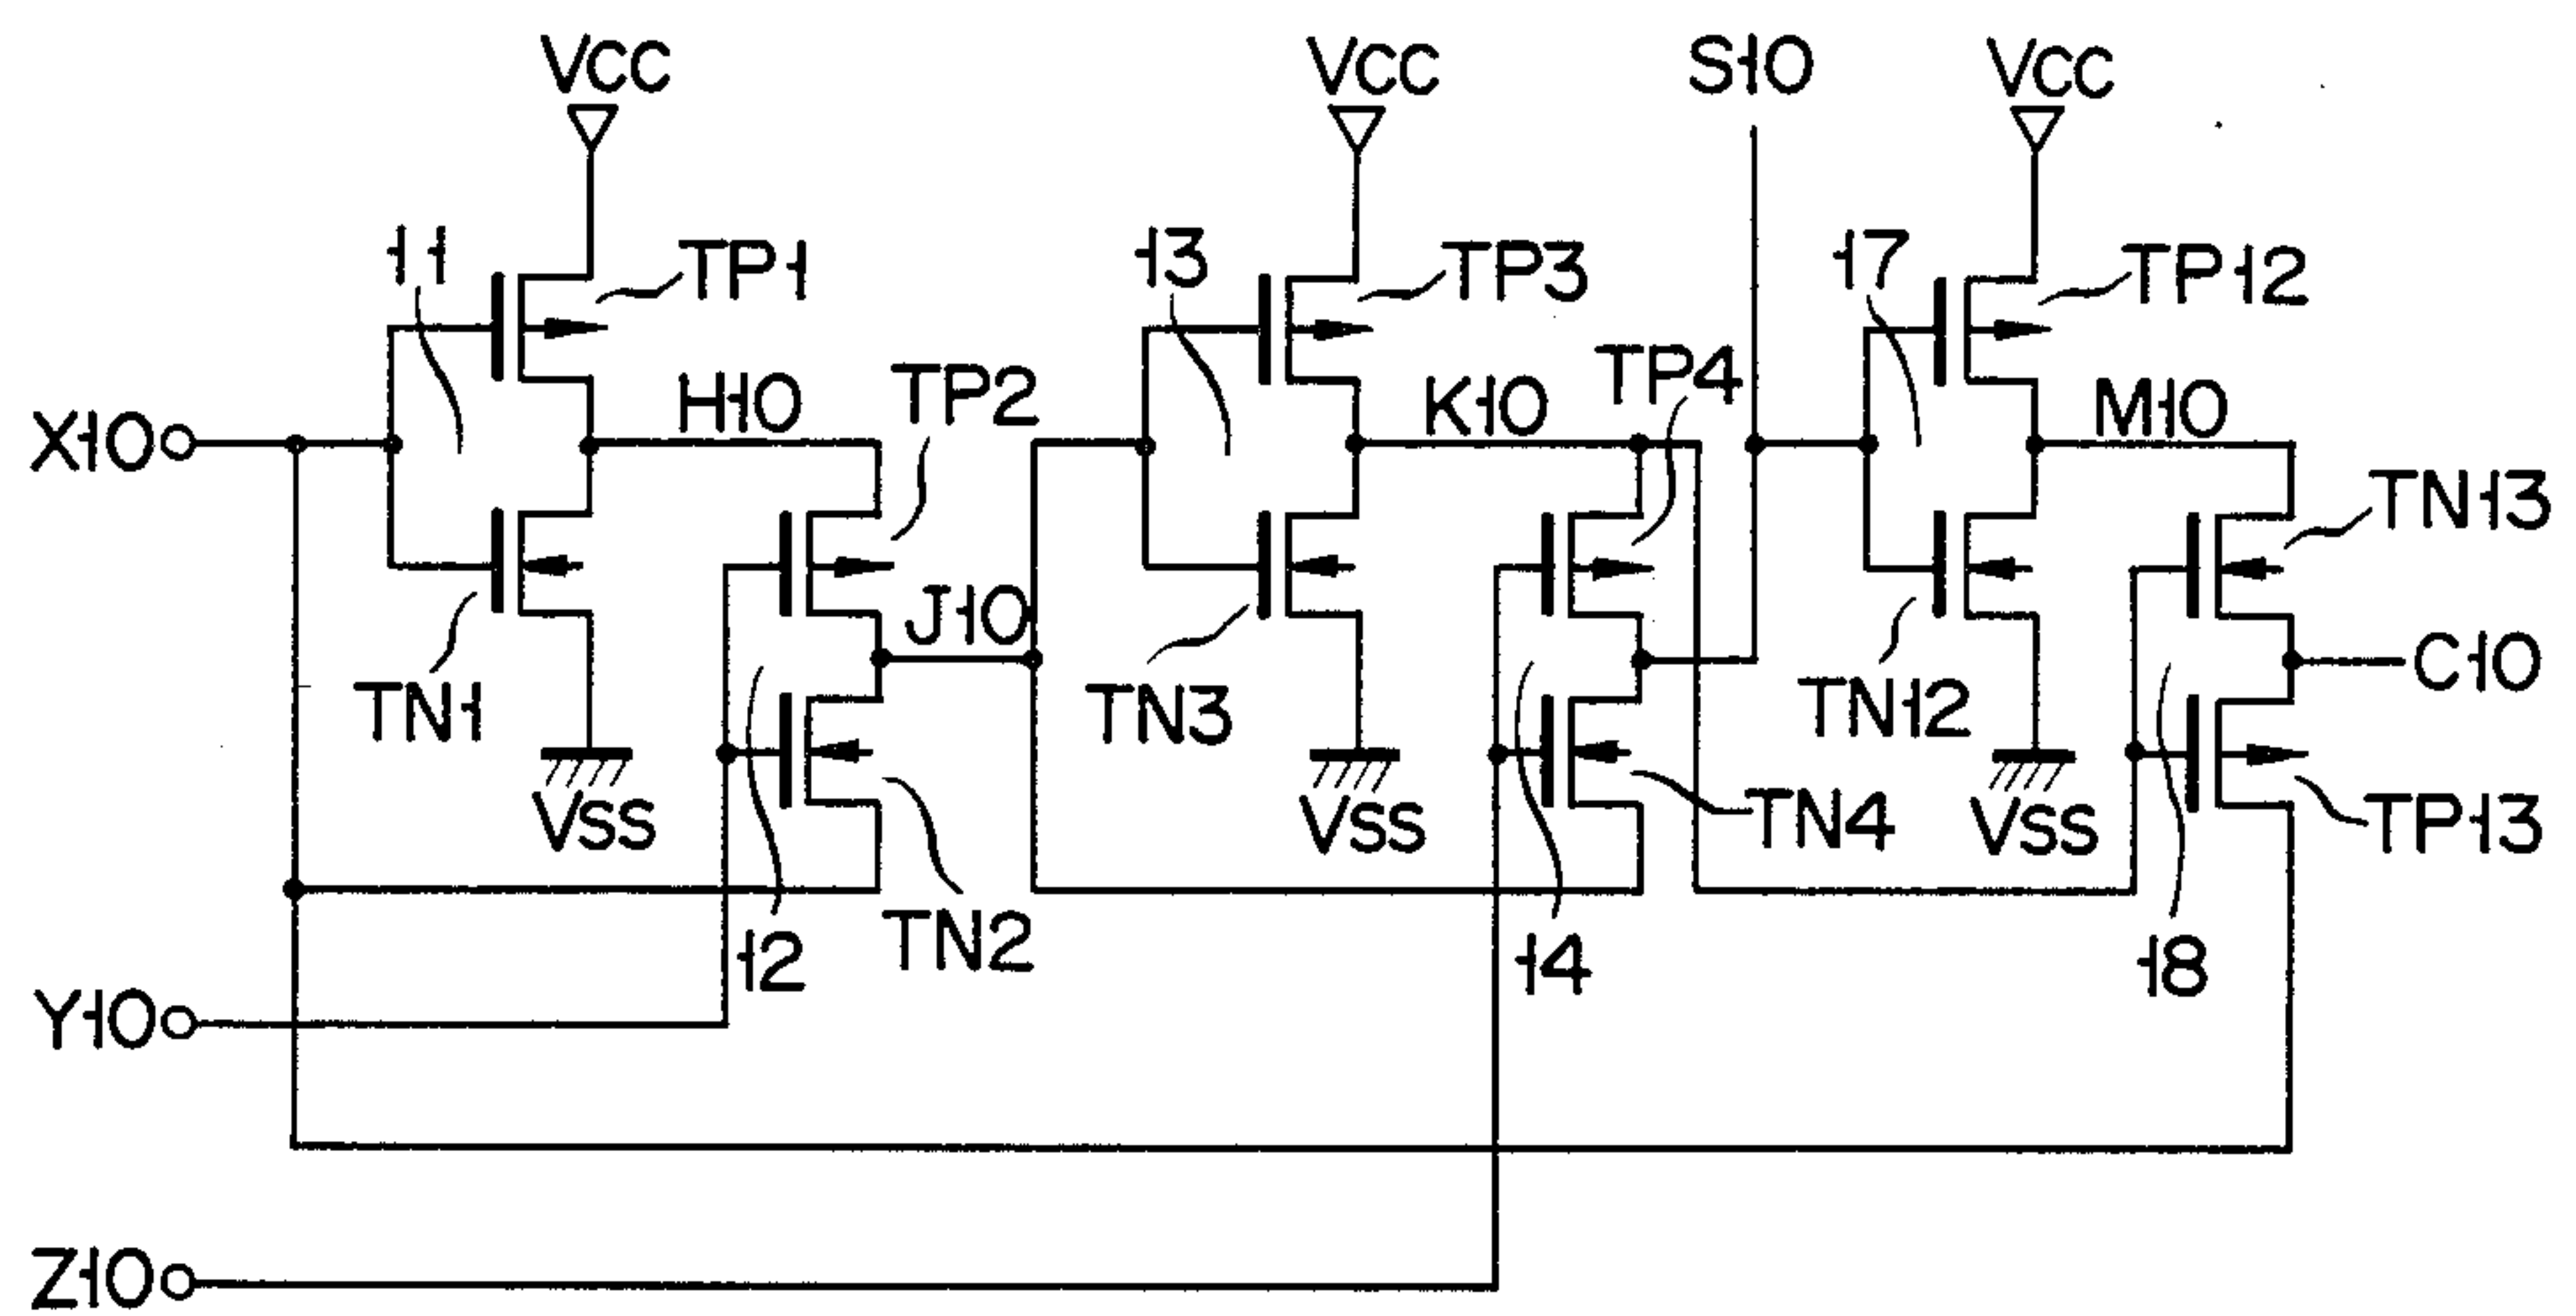 VCC VCC S10 VCC
11 TP1 13 TP3 17 TP12
X10 H10 TP2 K10 TP4 M10
TN13
J10
TN1 TN3 TN12 C10
VSS VSS TN4 VSS TP13
12 TN2 14 18
Y10
Z10